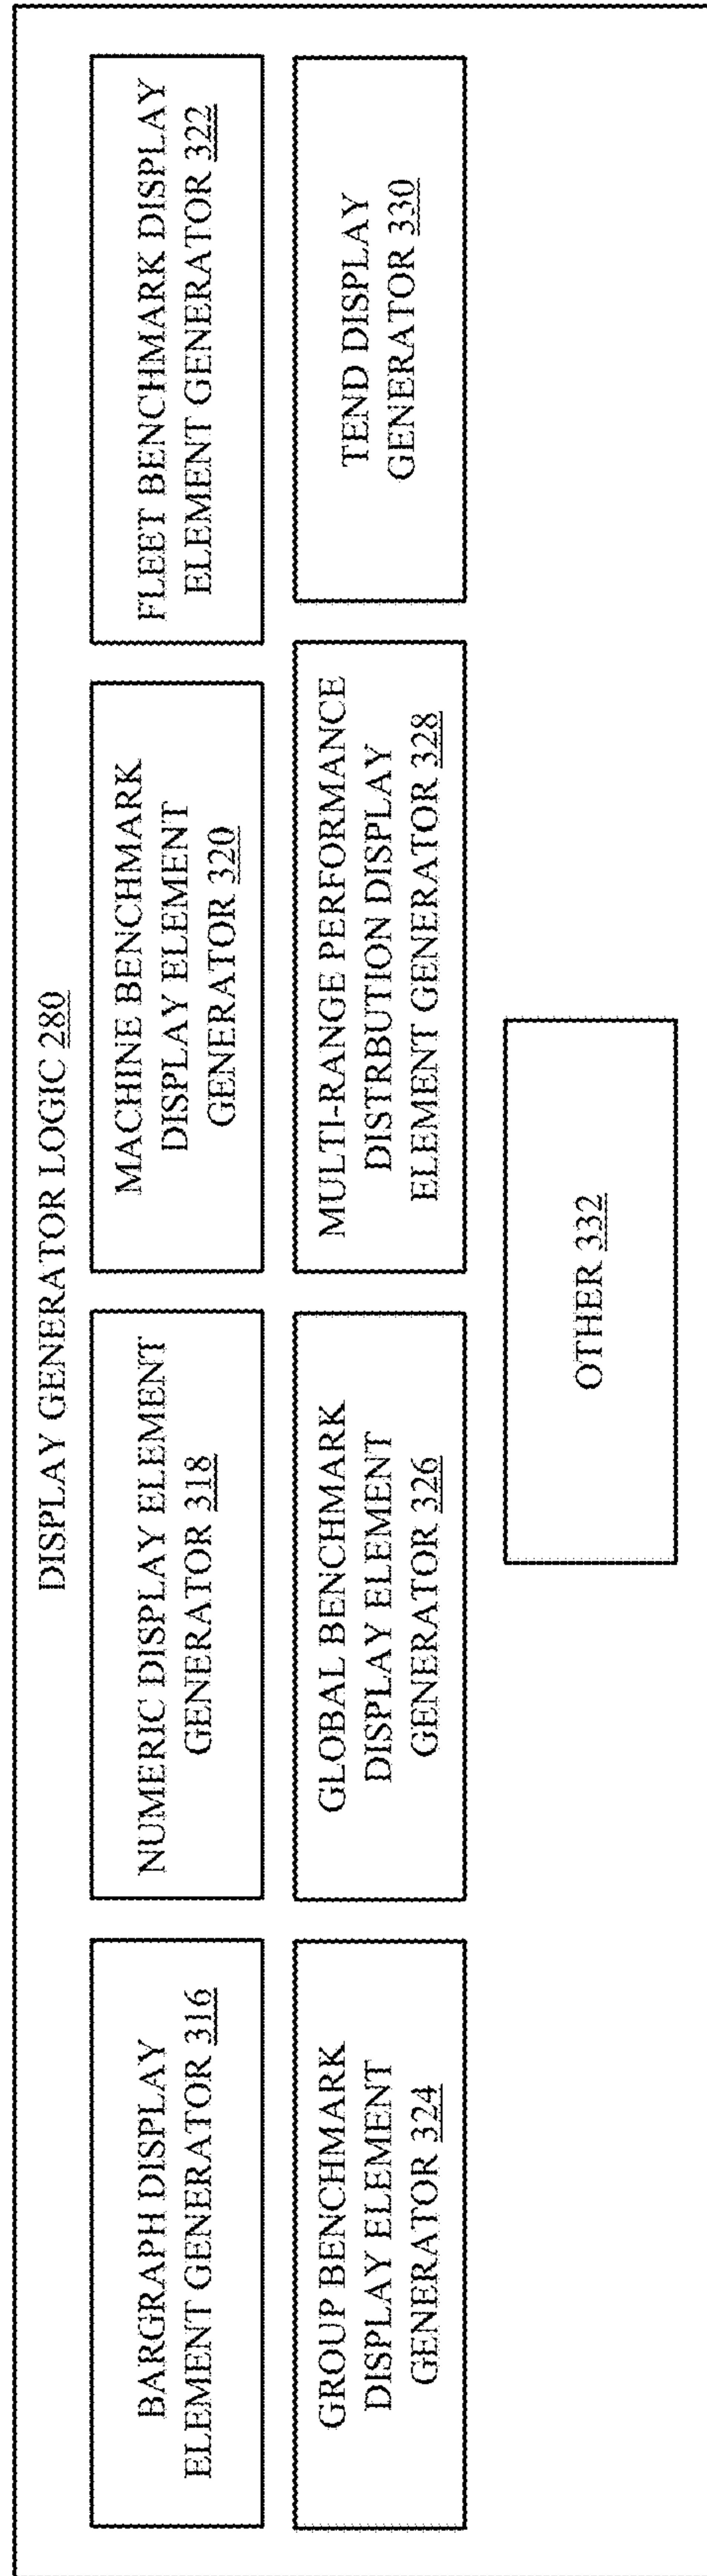 DISPLAY GENERATOR LOGIC 280
BARGRAPH DISPLAY
ELEMENT GENERATOR 316
NUMERIC DISPLAY ELEMENT
GENERATOR 318
MACHINE BENCHMARK
DISPLAY ELEMENT
GENERATOR 320
FLEET BENCHMARK DISPLAY
ELEMENT GENERATOR 322
GROUP BENCHMARK
DISPLAY ELEMENT
GENERATOR 324
GLOBAL BENCHMARK
DISPLAY ELEMENT
GENERATOR 326
MULTI-RANGE PERFORMANCE
DISTRBUTION DISPLAY
ELEMENT GENERATOR 328
TEND DISPLAY
GENERATOR 330
OTHER 332